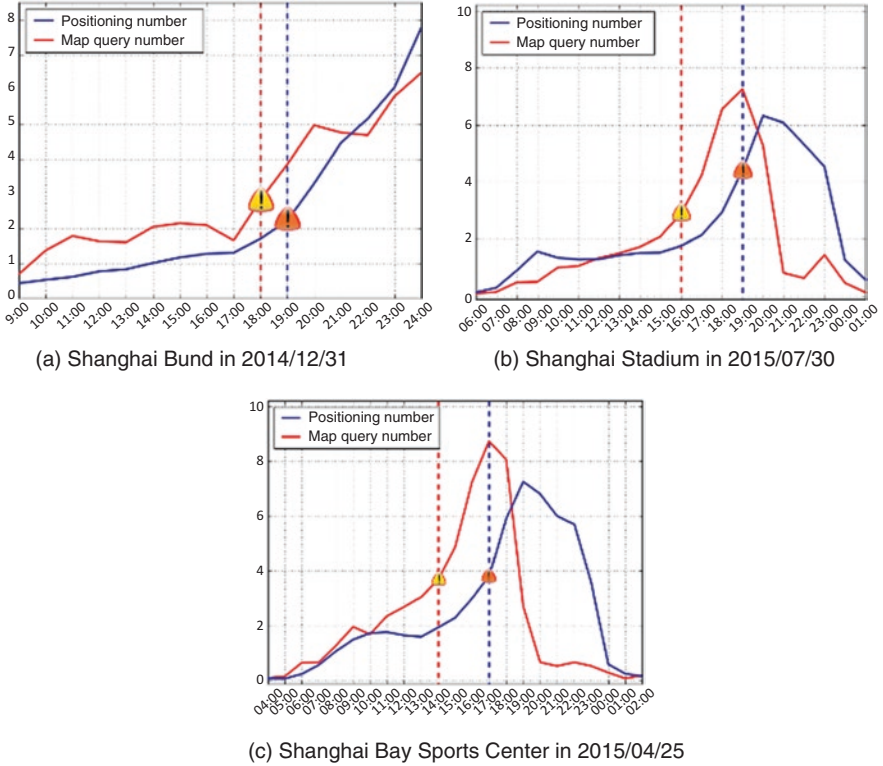 8
7
6
5
4
3
2
1
0
Positioning number
Map query number
9:00 10:00 11:00 12:00 13:00 14:00 15:00 16:00 17:00 18:00 19:00 20:00 21:00 22:00 23:00 24:00
(a) Shanghai Bund in 2014/12/31
10
8
6
4
2
0
Positioning number
Map query number
06:00 07:00 08:00 09:00 10:00 11:00 12:00 13:00 14:00 15:00 16:00 17:00 18:00 19:00 20:00 21:00 22:00 23:00 00:00 01:00
(b) Shanghai Stadium in 2015/07/30
10
8
6
4
2
0
Positioning number
Map query number
04:00 05:00 06:00 07:00 08:00 09:00 10:00 11:00 12:00 13:00 14:00 15:00 16:00 17:00 18:00 19:00 20:00 21:00 22:00 23:00 00:00 01:00 02:00
(c) Shanghai Bay Sports Center in 2015/04/25